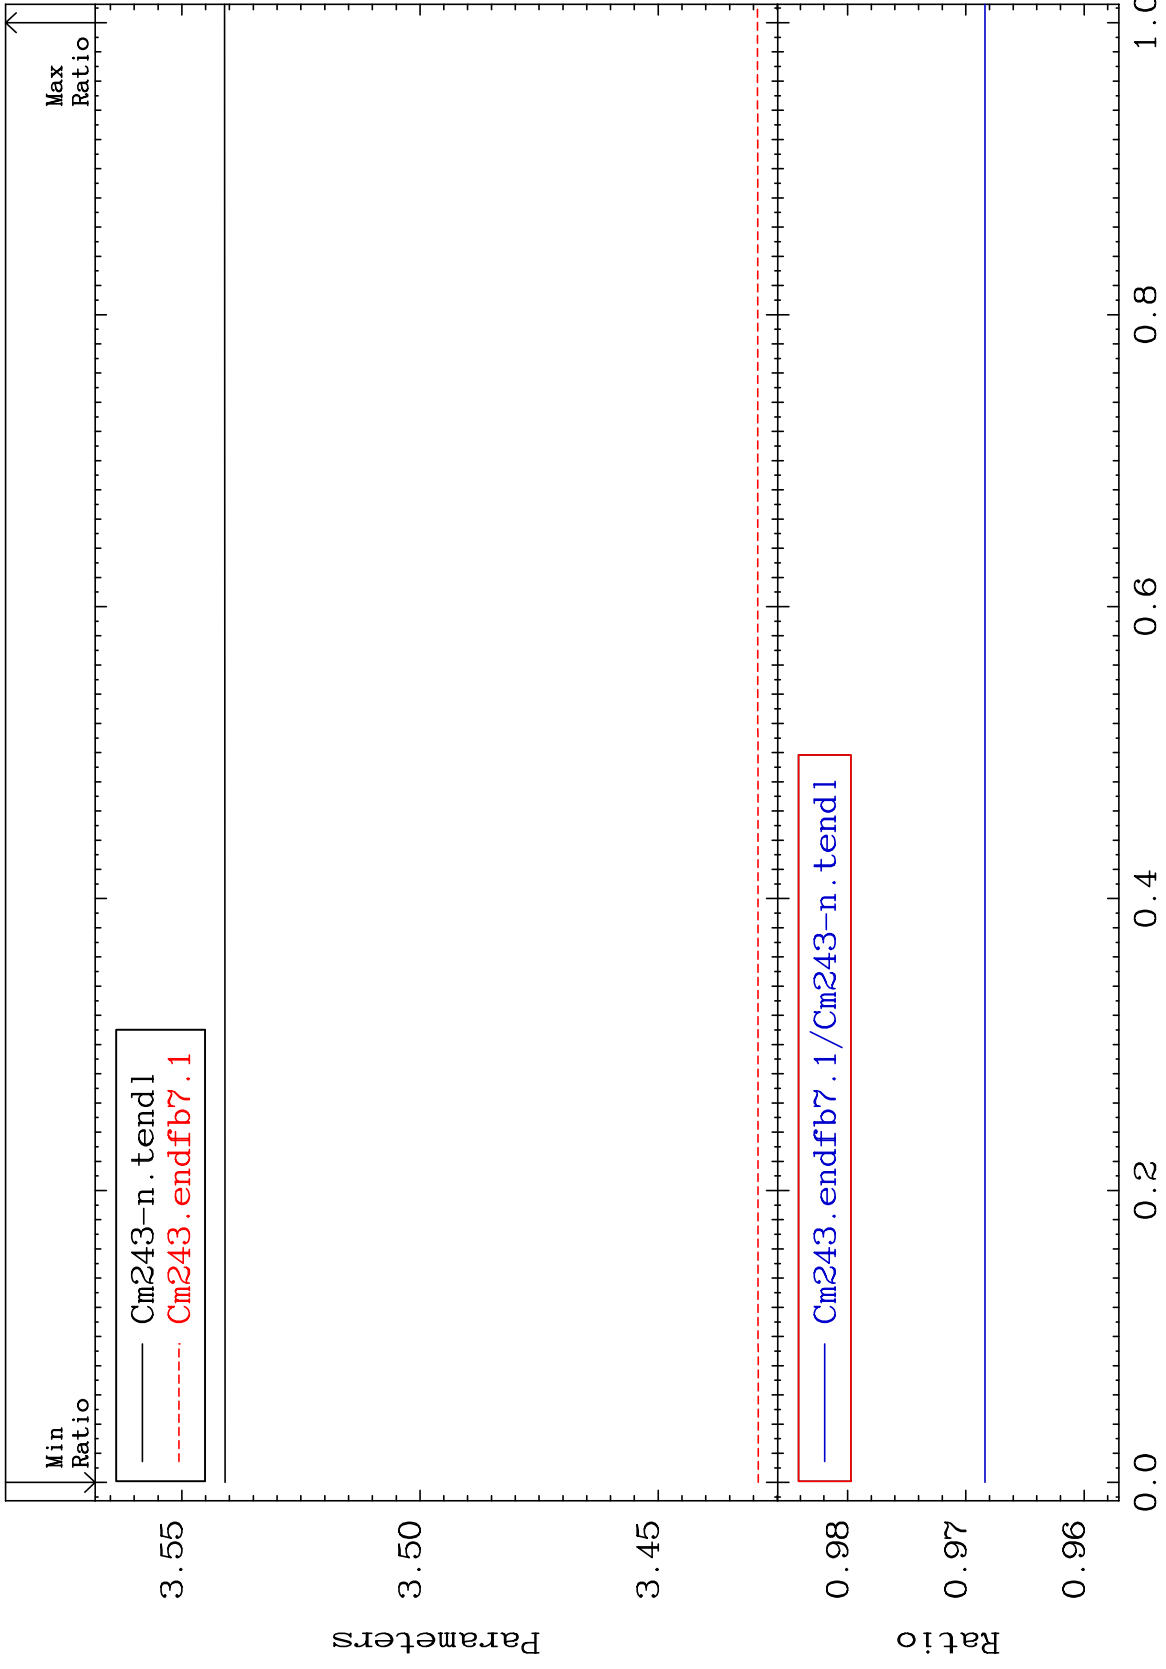 Min
Ratio
Max
Ratio
Cm243-n.tendl
Cm243.endfb7.1
3.55
3.50
3.45
Parameters
Cm243.endfb7.1/Cm243-n.tendl
0.98
0.97
0.96
Ratio
0.0
0.2
0.4
0.6
0.8
1.0